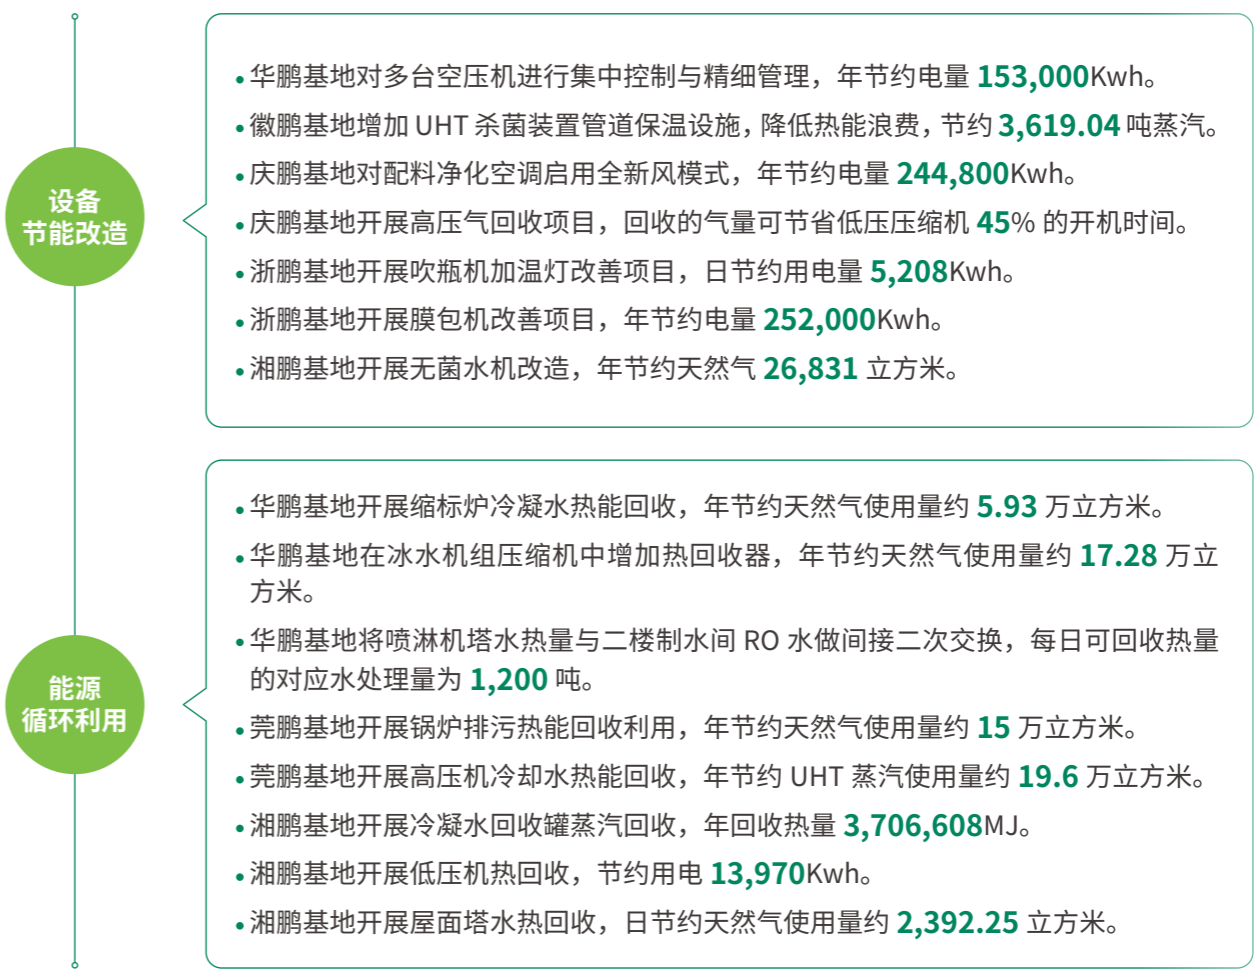 设备
节能改造
•华鹏基地对多台空压机进行集中控制与精细管理，年节约电量 153,000Kwh。
•徽鹏基地增加 UHT 杀菌装置管道保温设施，降低热能浪费，节约 3,619.04 吨蒸汽。
•庆鹏基地对配料净化空调启用全新风模式，年节约电量 244,800Kwh。
•庆鹏基地开展高压气回收项目，回收的气量可节省低压压缩机 45% 的开机时间。
•浙鹏基地开展吹瓶机加温灯改善项目，日节约用电量 5,208Kwh。
•浙鹏基地开展膜包机改善项目，年节约电量 252,000Kwh。
•湘鹏基地开展无菌水机改造，年节约天然气 26,831 立方米。
能源
循环利用
•华鹏基地开展缩标炉冷凝水热能回收，年节约天然气使用量约 5.93 万立方米。
•华鹏基地在冰水机组压缩机中增加热回收器，年节约天然气使用量约 17.28 万立
方米。
•华鹏基地将喷淋机塔水热量与二楼制水间 RO 水做间接二次交换，每日可回收热量
的对应水处理量为 1,200 吨。
•莞鹏基地开展锅炉排污热能回收利用，年节约天然气使用量约 15 万立方米。
•莞鹏基地开展高压机冷却水热能回收，年节约 UHT 蒸汽使用量约 19.6 万立方米。
•湘鹏基地开展冷凝水回收罐蒸汽回收，年回收热量 3,706,608MJ。
•湘鹏基地开展低压机热回收，节约用电 13,970Kwh。
•湘鹏基地开展屋面塔水热回收，日节约天然气使用量约 2,392.25 立方米。